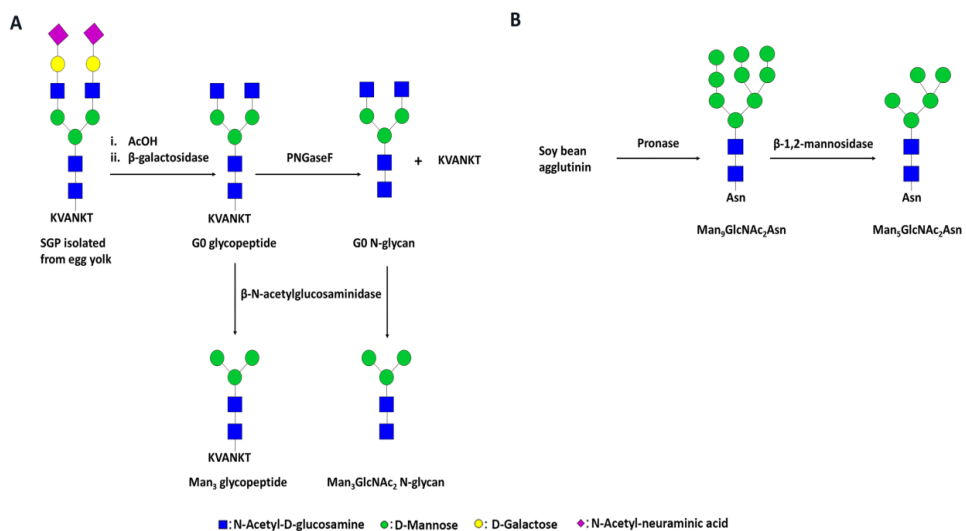 A
i. AcOH
ii. β-galactosidase
PNGaseF
+ KVANKT
KVANKT
SGP isolated
from egg yolk
KVANKT
G0 glycopeptide
G0 N-glycan
β-N-acetylglucosaminidase
KVANKT
Man₃ glycopeptide
Man₃GlcNAc₂ N-glycan
B
Soy bean
agglutinin
Pronase
β-1,2-mannosidase
Asn
Asn
Man₉GlcNAc₂Asn
Man₅GlcNAc₂Asn
:N-Acetyl-D-glucosamine :D-Mannose : D-Galactose : N-Acetyl-neuraminic acid